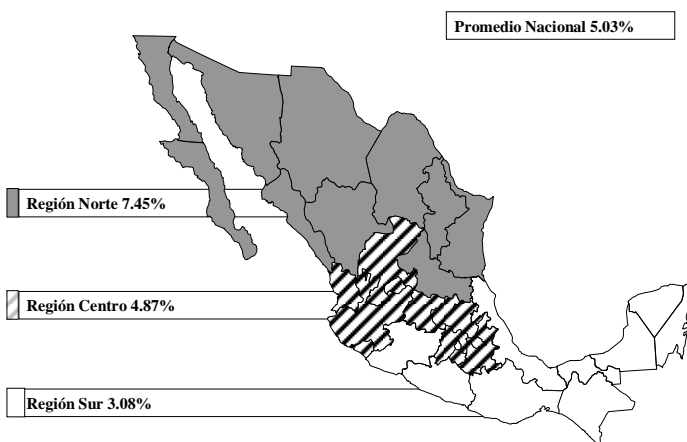 Promedio Nacional 5.03%
Región Norte 7.45%
Región Centro 4.87%
Región Sur 3.08%